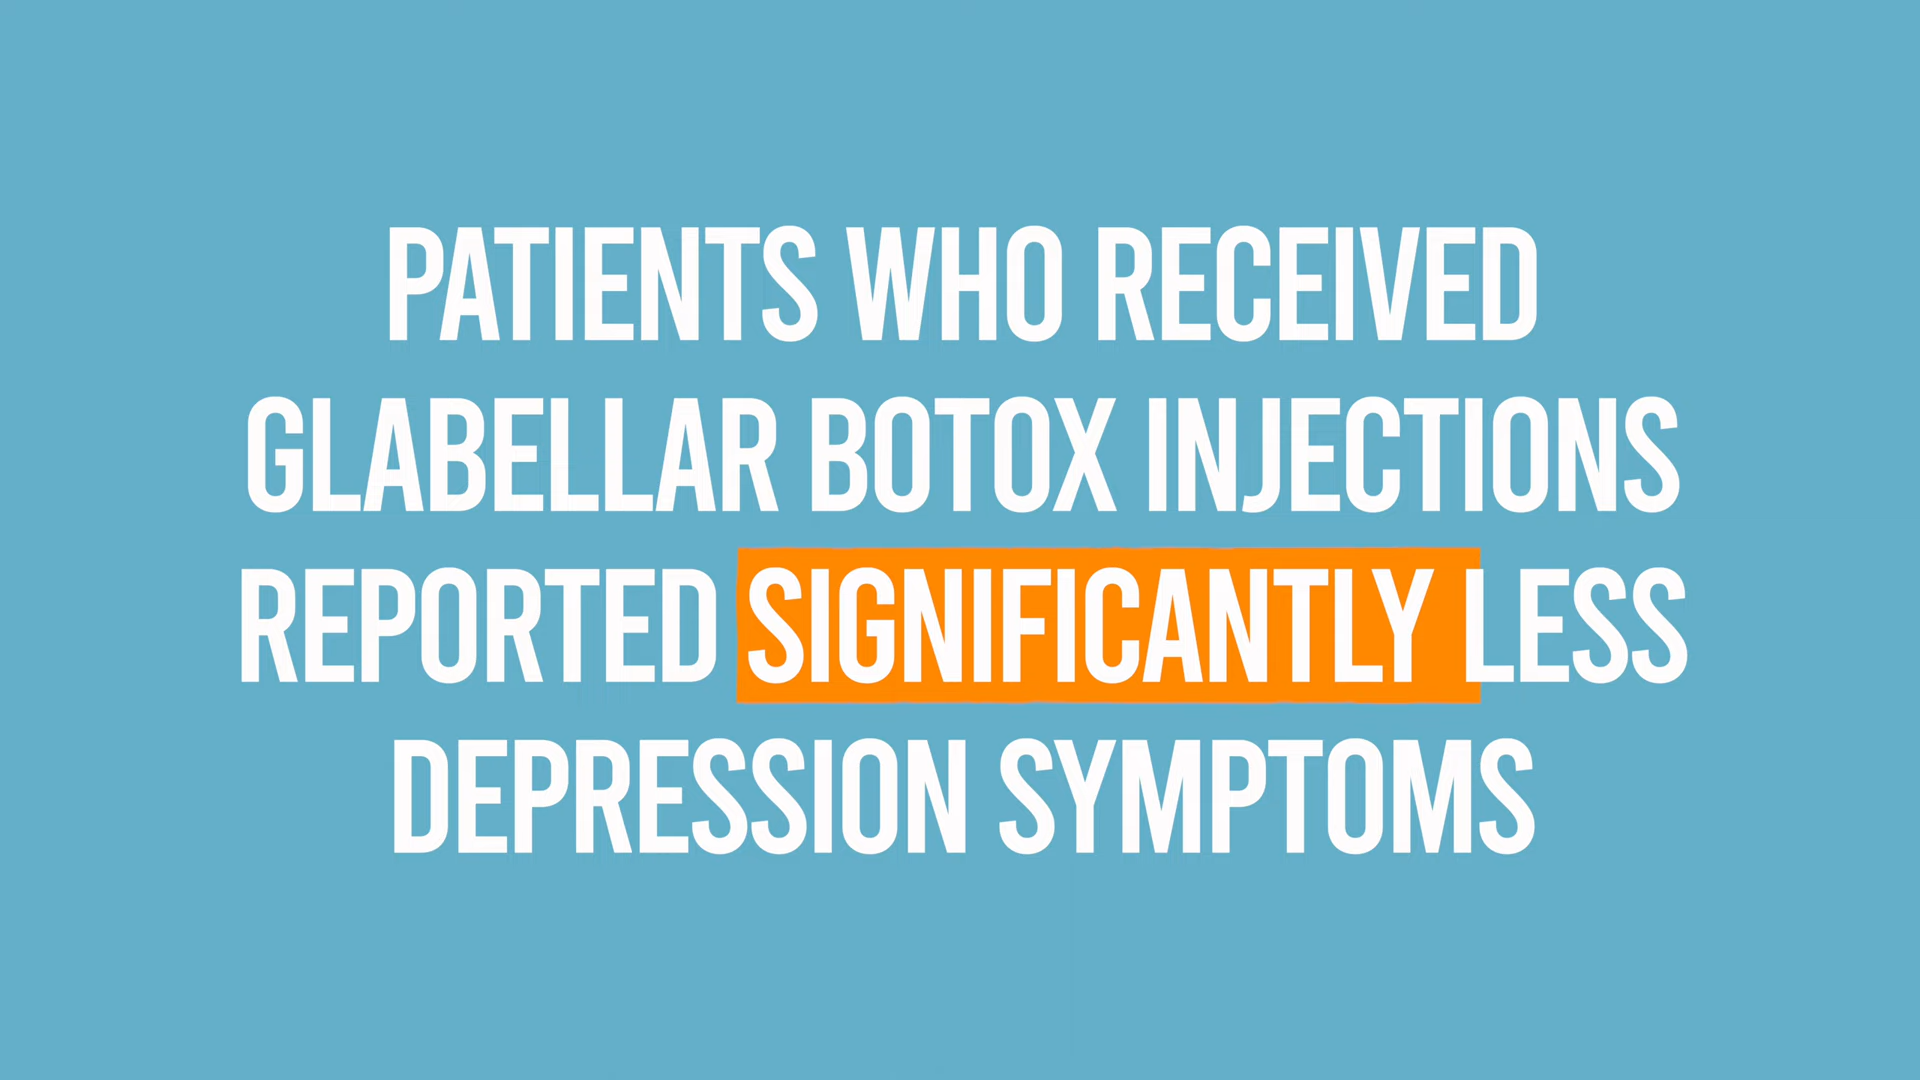 PATIENTS WHO RECEIVED
GLABELLAR BOTOX INJECTIONS
REPORTED SIGNIFICANTLY LESS
DEPRESSION SYMPTOMS